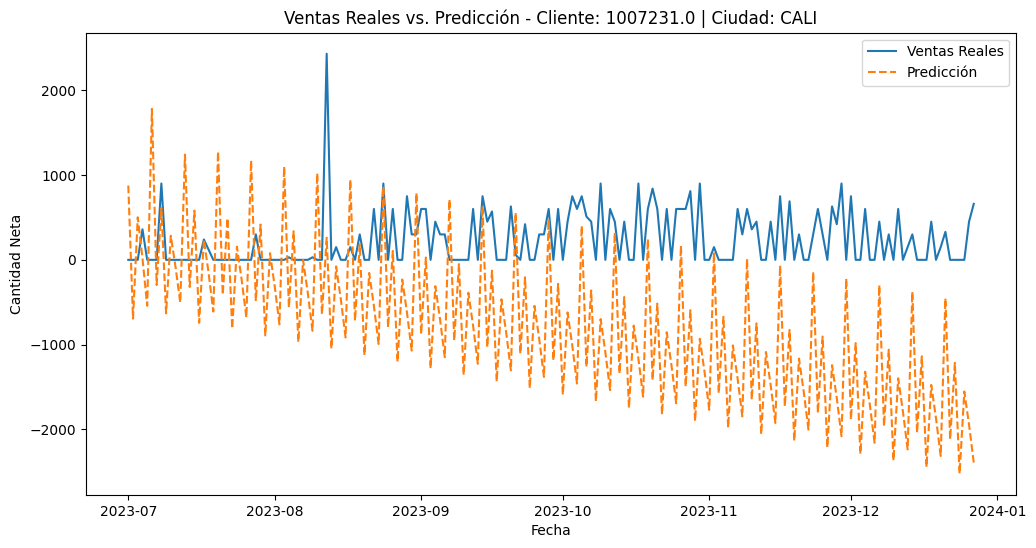 Ventas Reales vs. Predicción - Cliente: 1007231.0 | Ciudad: CALI
Ventas Reales
Predicción
2000
1000
0
−1000
−2000
Cantidad Neta
2023-07
2023-08
2023-09
2023-10
2023-11
2023-12
2024-01
Fecha